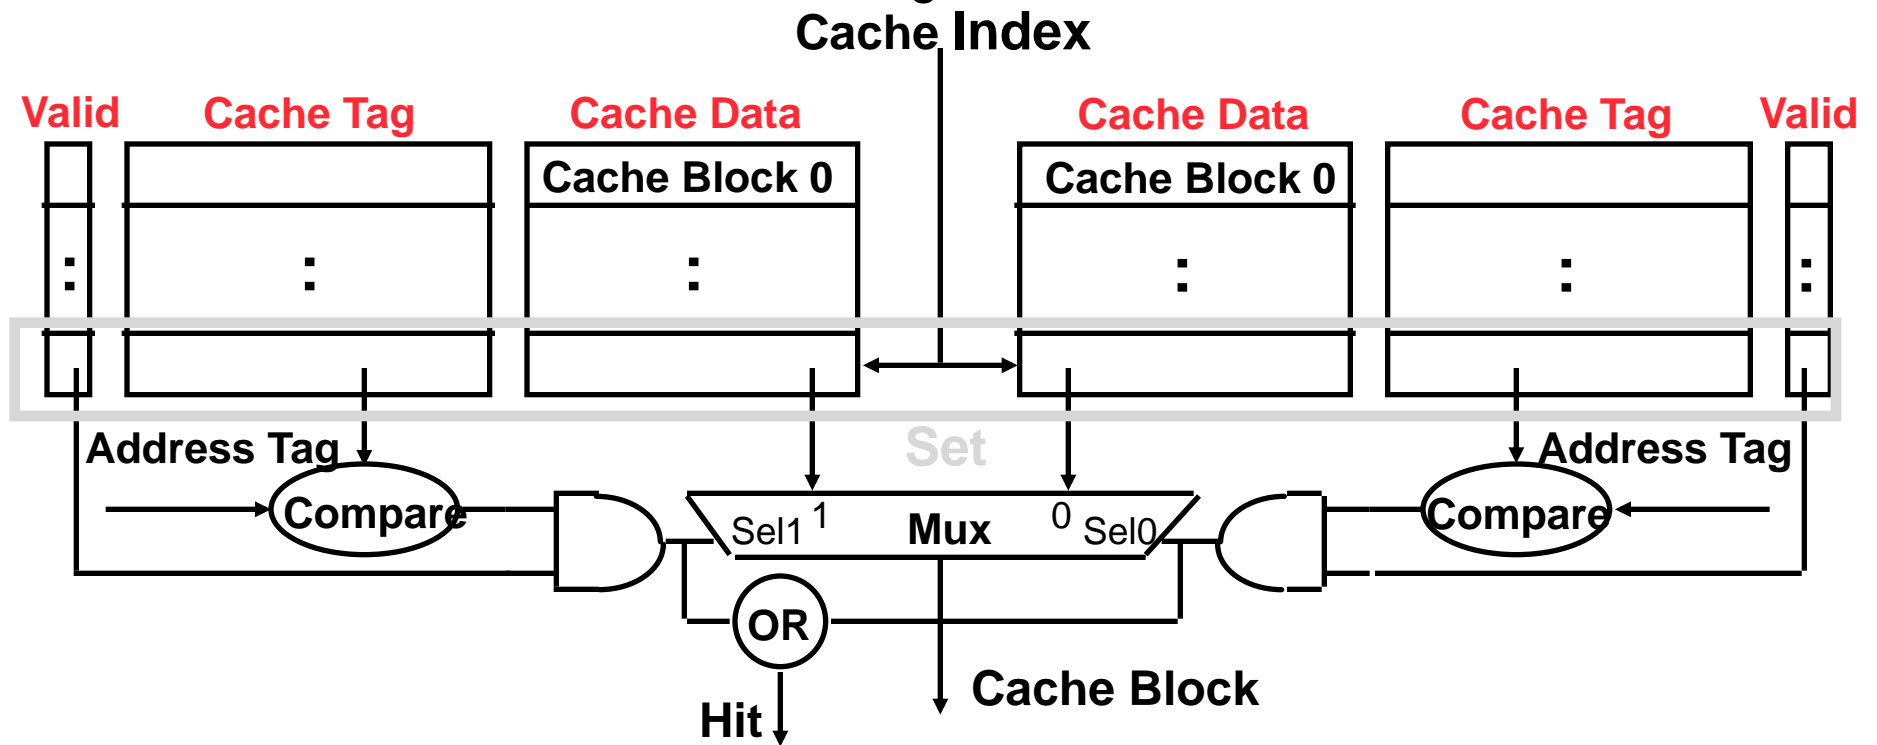 Cache Index
Valid Cache Tag Cache Data Cache Data Cache Tag Valid
Cache Block 0 Cache Block 0
: : : : : :
Set
Address Tag Address Tag
Compare Sel1 1 Mux 0 Sel0 Compare
OR
Cache Block
Hit